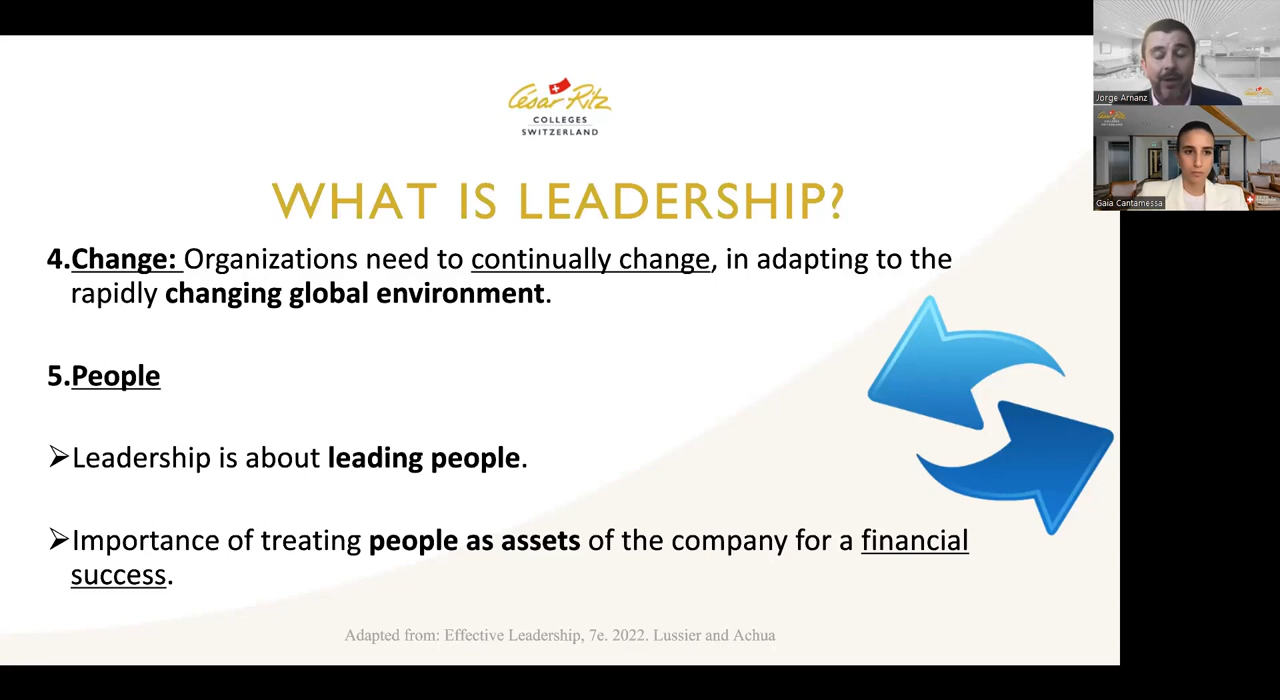 César Ritz
COLLEGES
SWITZERLAND
WHAT IS LEADERSHIP?
4.Change: Organizations need to continually change, in adapting to the
rapidly changing global environment.
5.People
➢Leadership is about leading people.
➢Importance of treating people as assets of the company for a financial
success.
Adapted from: Effective Leadership, 7e. 2022. Lussier and Achua
Jorge Arnanz
Gaia Cantamessa